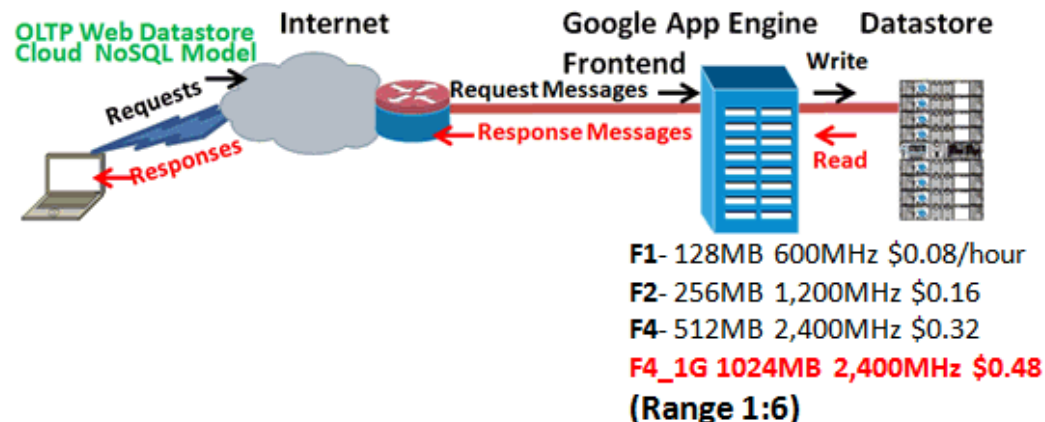 OLTP Web Datastore
Cloud NoSQL Model
Internet
Google App Engine
Frontend
Datastore
Requests
Responses
Request Messages
Response Messages
Write
Read
F1- 128MB 600MHz $0.08/hour
F2- 256MB 1,200MHz $0.16
F4- 512MB 2,400MHz $0.32
F4_1G 1024MB 2,400MHz $0.48
(Range 1:6)